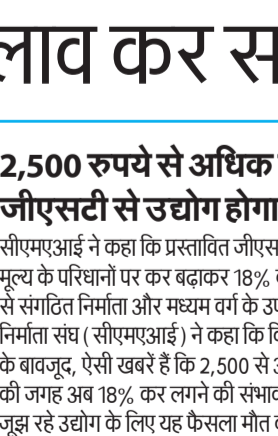 लाव कर स
2,500 रुपये से अधिक
जीएसटी से उद्योग होगा
सीएमएआई ने कहा कि प्रस्तावित जीएस
मूल्य के परिधानों पर कर बढ़ाकर 18%
से संगठित निर्माता और मध्यम वर्ग के उ
निर्माता संघ ( सीएमएआई ) ने कहा कि
के बावजूद, ऐसी खबरें हैं कि 2,500 से
की जगह अब 18% कर लगने की संभाव
जूझ रहे उद्योग के लिए यह फैसला मौत